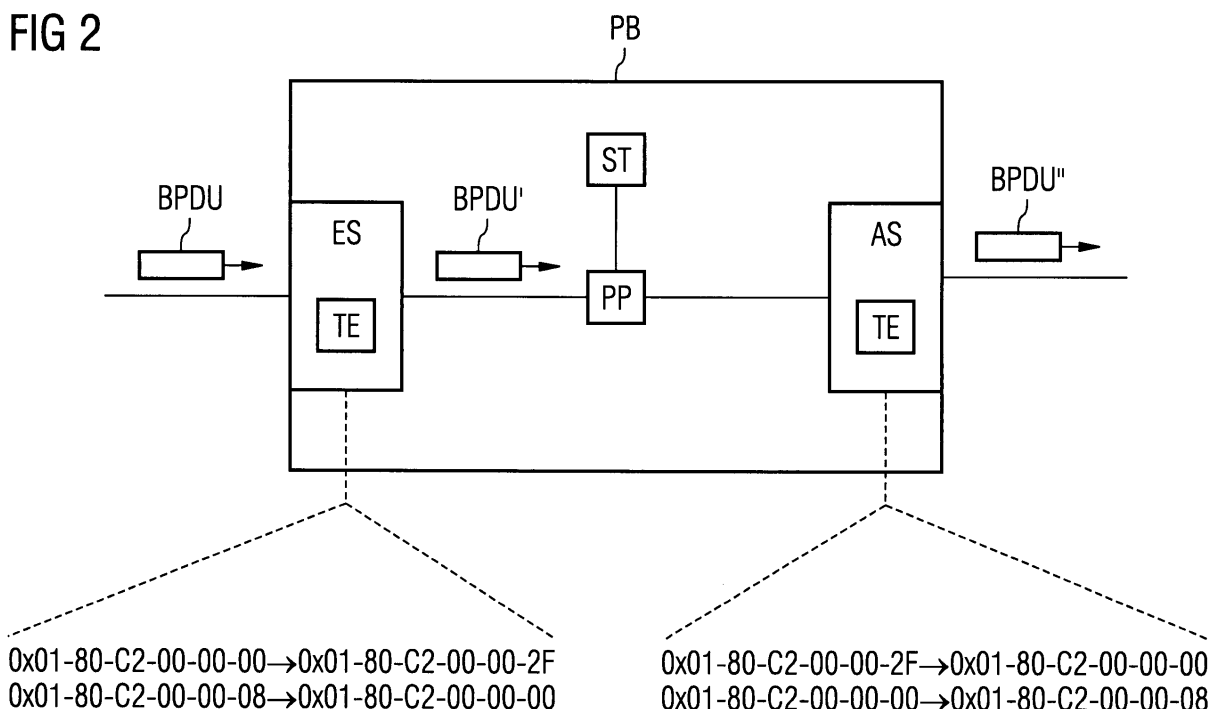 FIG 2
PB
ST
BPDU
BPDU'
BPDU"
ES
AS
PP
TE
TE
0x01-80-C2-00-00-00→0x01-80-C2-00-00-2F
0x01-80-C2-00-00-08→0x01-80-C2-00-00-00
0x01-80-C2-00-00-2F→0x01-80-C2-00-00-00
0x01-80-C2-00-00-00→0x01-80-C2-00-00-08